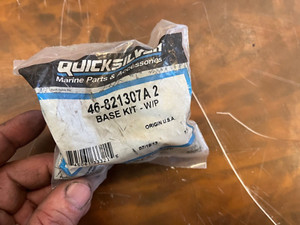 QUICKSILVER
Marine Parts & Accessories
46-821307A 2
BASE KIT - W/P
ORIGIN U.S.A.